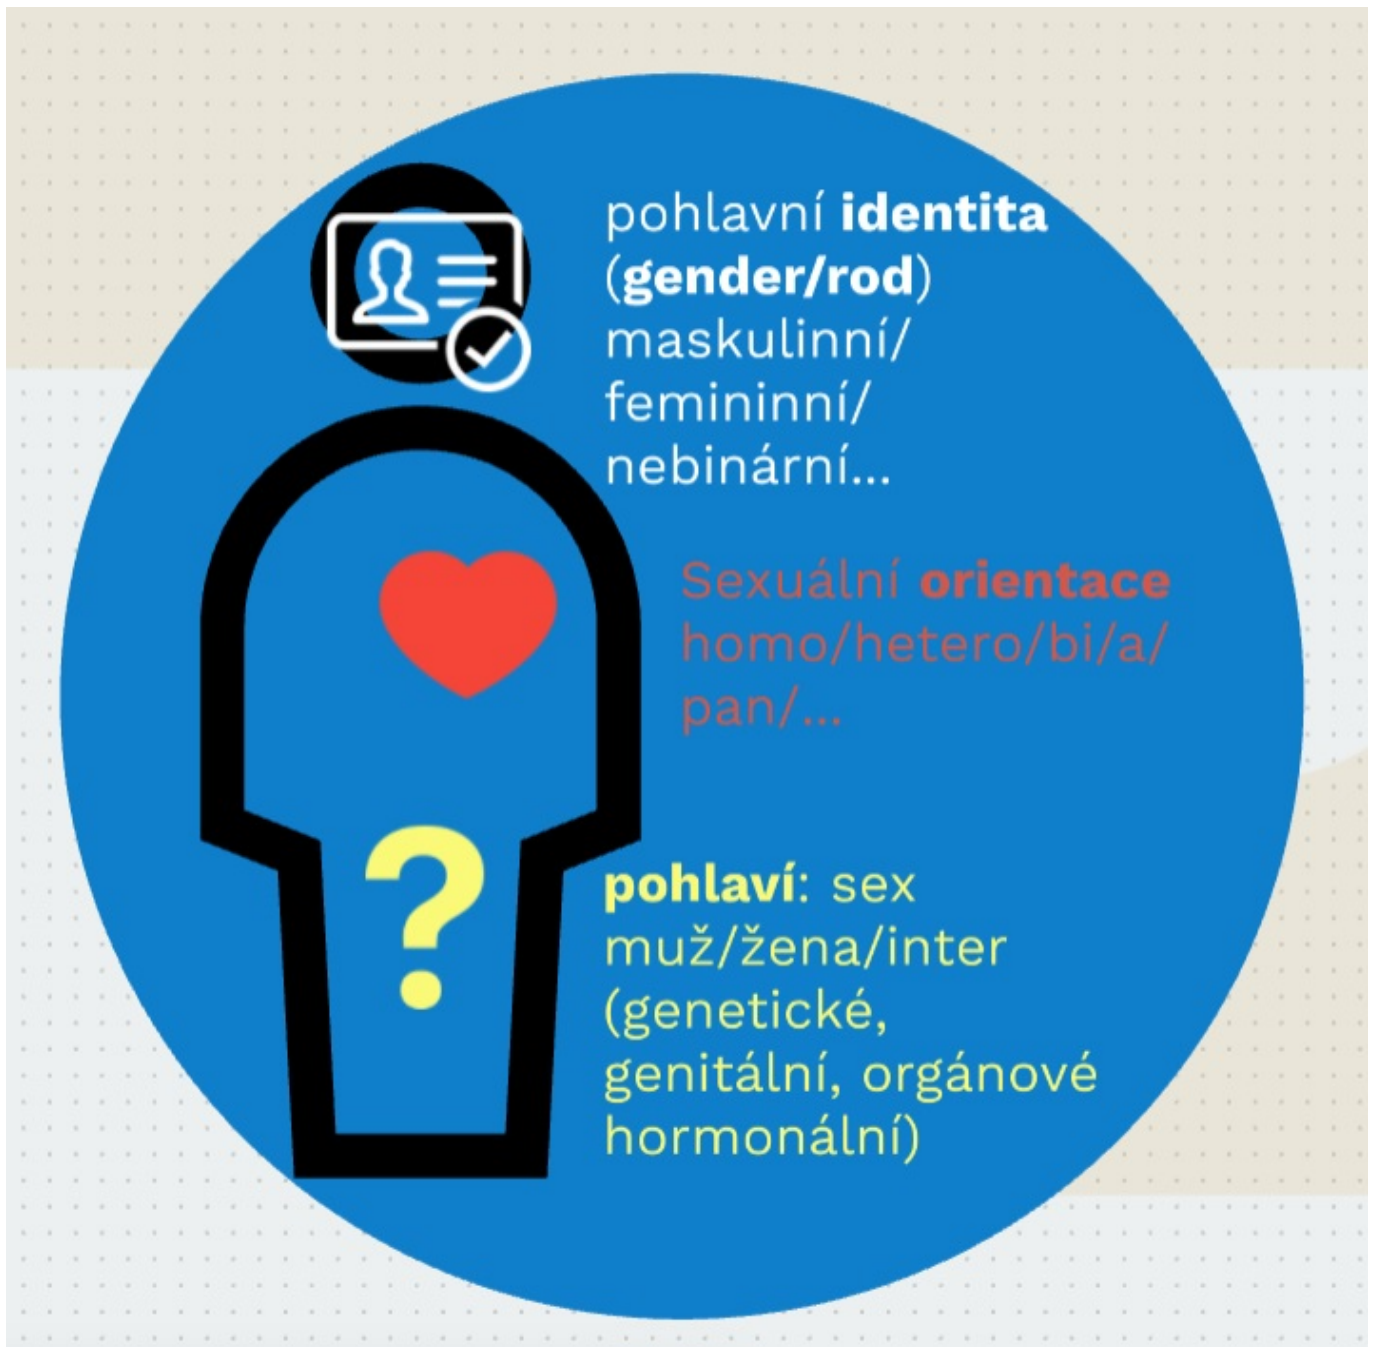 pohlavní identita
(gender/rod)
maskulinní/
femininní/
nebinární...
Sexuální orientace
homo/hetero/bi/a/
pan/...
?
pohlaví: sex
muž/žena/inter
(genetické,
genitální, orgánové
hormonální)